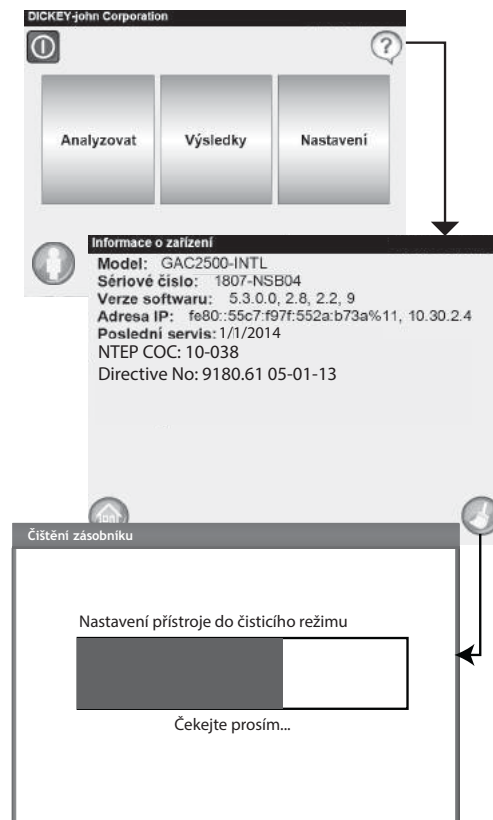 DICKEY-john Corporation
?
Analyzovat Výsledky Nastavení
Informace o zařízení
Model: GAC2500-INTL
Sériové číslo: 1807-NSB04
Verze softwaru: 5.3.0.0, 2.8, 2.2, 9
Adresa IP: fe80::55c7:f97f:552a:b73a%11, 10.30.2.4
Poslední servis: 1/1/2014
NTEP COC: 10-038
Directive No: 9180.61 05-01-13
Čištění zásobníku
Nastavení přístroje do čisticího režimu
Čekejte prosím...